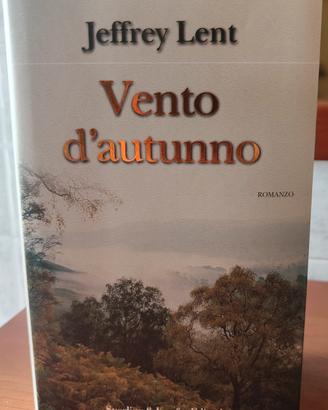 Jeffrey Lent
Vento
d'autunno
ROMANZO